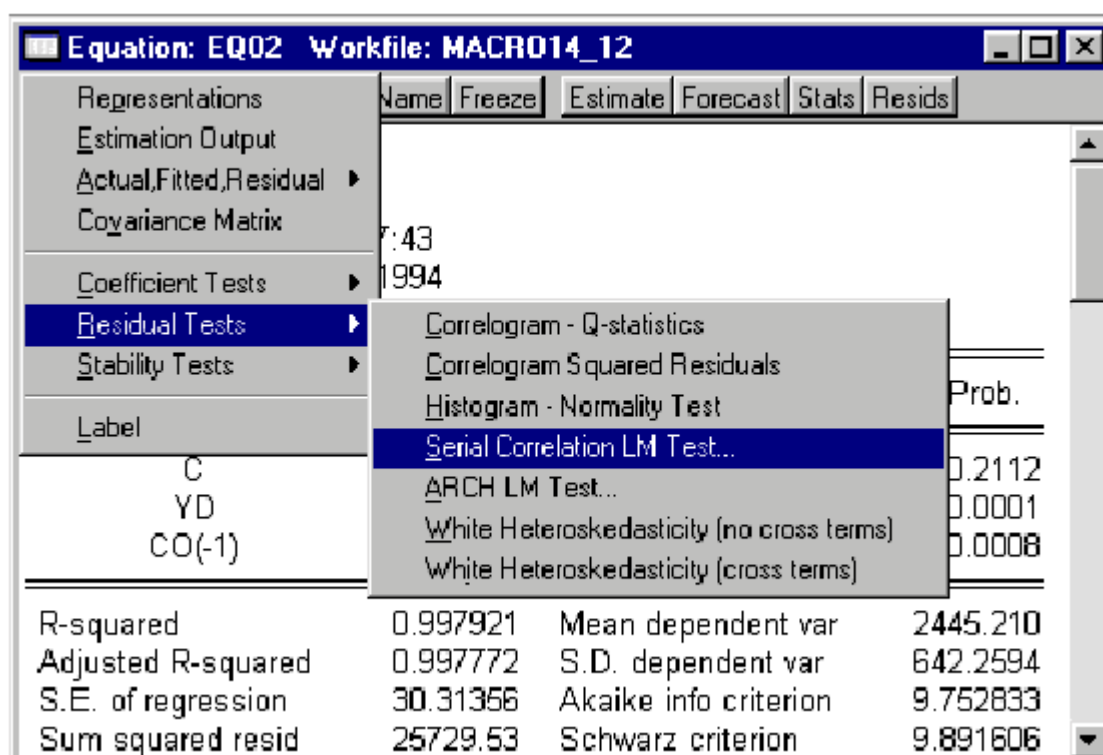 Equation: EQ02 Workfile: MACRO14_12
Name Freeze Estimate Forecast Stats Resids
Representations
Estimation Output
Actual,Fitted,Residual
Covariance Matrix
Coefficient Tests
Residual Tests
Stability Tests
Label
7:43
1994
Correlogram - Q-statistics
Correlogram Squared Residuals
Histogram - Normality Test
Serial Correlation LM Test...
ARCH LM Test...
White Heteroskedasticity (no cross terms)
White Heteroskedasticity (cross terms)
Prob.
C 0.2112
YD 0.0001
CO(-1) 0.0008
R-squared 0.997921 Mean dependent var 2445.210
Adjusted R-squared 0.997772 S.D. dependent var 642.2594
S.E. of regression 30.31356 Akaike info criterion 9.752833
Sum squared resid 25729.53 Schwarz criterion 9.891606